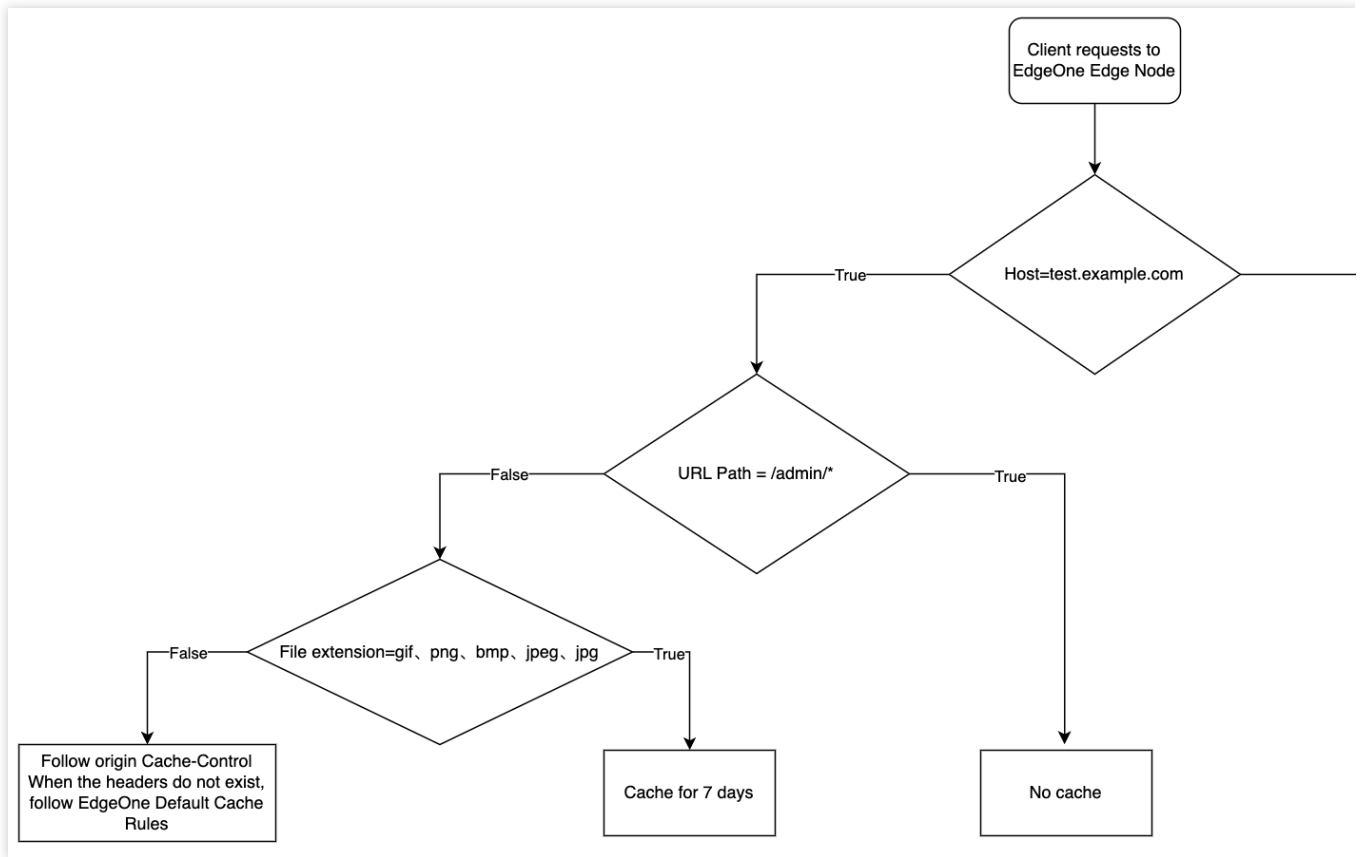 Client requests to
EdgeOne Edge Node
Host=test.example.com
True
URL Path = /admin/*
False
True
File extension=gif、png、bmp、jpeg、jpg
False
True
Follow origin Cache-Control
When the headers do not exist,
follow EdgeOne Default Cache
Rules
Cache for 7 days
No cache